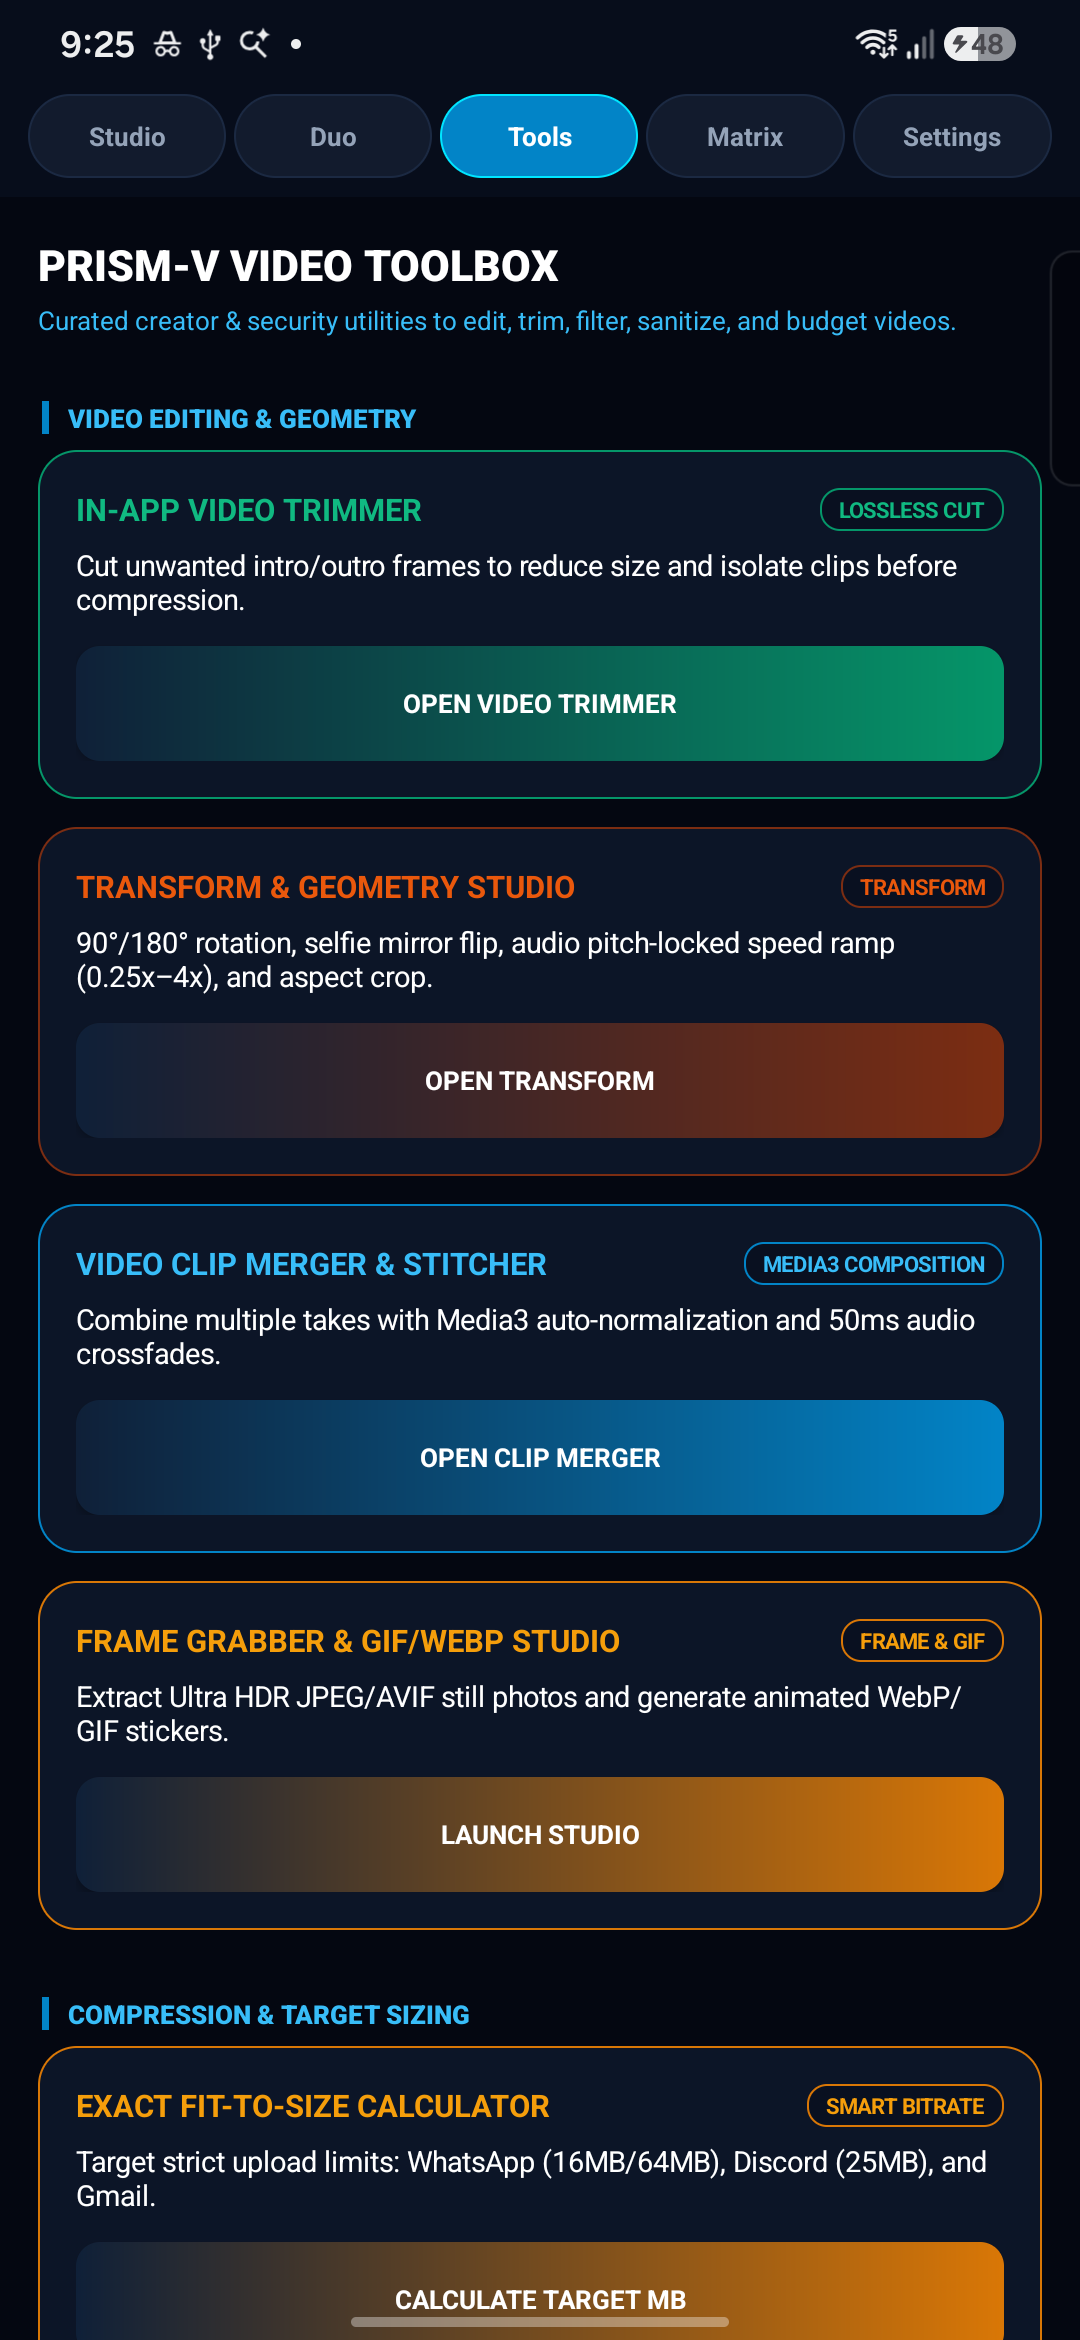 9:25
5
48
Studio
Duo
Tools
Matrix
Settings
PRISM-V VIDEO TOOLBOX
Curated creator & security utilities to edit, trim, filter, sanitize, and budget videos.
VIDEO EDITING & GEOMETRY
IN-APP VIDEO TRIMMER
LOSSLESS CUT
Cut unwanted intro/outro frames to reduce size and isolate clips before
compression.
OPEN VIDEO TRIMMER
TRANSFORM & GEOMETRY STUDIO
TRANSFORM
90°/180° rotation, selfie mirror flip, audio pitch-locked speed ramp
(0.25x–4x), and aspect crop.
OPEN TRANSFORM
VIDEO CLIP MERGER & STITCHER
MEDIA3 COMPOSITION
Combine multiple takes with Media3 auto-normalization and 50ms audio
crossfades.
OPEN CLIP MERGER
FRAME GRABBER & GIF/WEBP STUDIO
FRAME & GIF
Extract Ultra HDR JPEG/AVIF still photos and generate animated WebP/
GIF stickers.
LAUNCH STUDIO
COMPRESSION & TARGET SIZING
EXACT FIT-TO-SIZE CALCULATOR
SMART BITRATE
Target strict upload limits: WhatsApp (16MB/64MB), Discord (25MB), and
Gmail.
CALCULATE TARGET MB